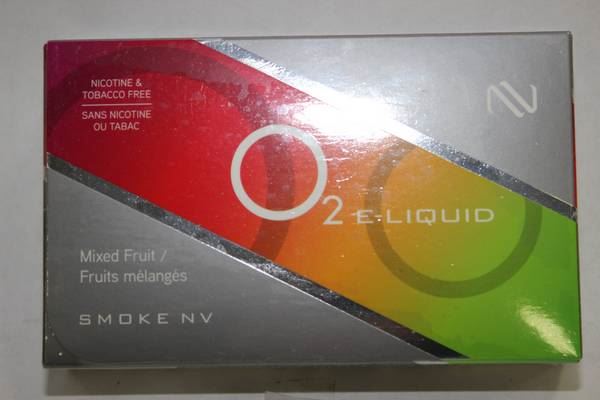 NICOTINE &
TOBACCO FREE
SANS NICOTINE
OU TABAC
O2 E-LIQUID
Mixed Fruit /
Fruits mélangés
SMOKE NV